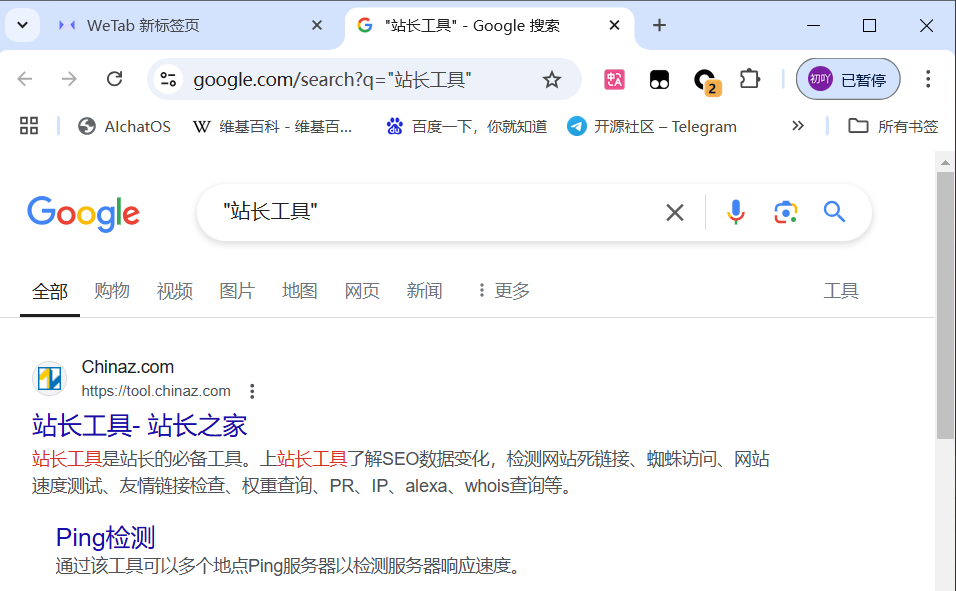 WeTab 新标签页
"站长工具" - Google 搜索
google.com/search?q="站长工具"
2
初吖
已暂停
AIchatOS
W 维基百科 - 维基百...
百度一下，你就知道
开源社区 – Telegram
所有书签
Google
"站长工具"
全部
购物
视频
图片
地图
网页
新闻
更多
工具
Chinaz.com
https://tool.chinaz.com
站长工具- 站长之家
站长工具是站长的必备工具。上站长工具了解SEO数据变化，检测网站死链接、蜘蛛访问、网站
速度测试、友情链接检查、权重查询、PR、IP、alexa、whois查询等。
Ping检测
通过该工具可以多个地点Ping服务器以检测服务器响应速度。